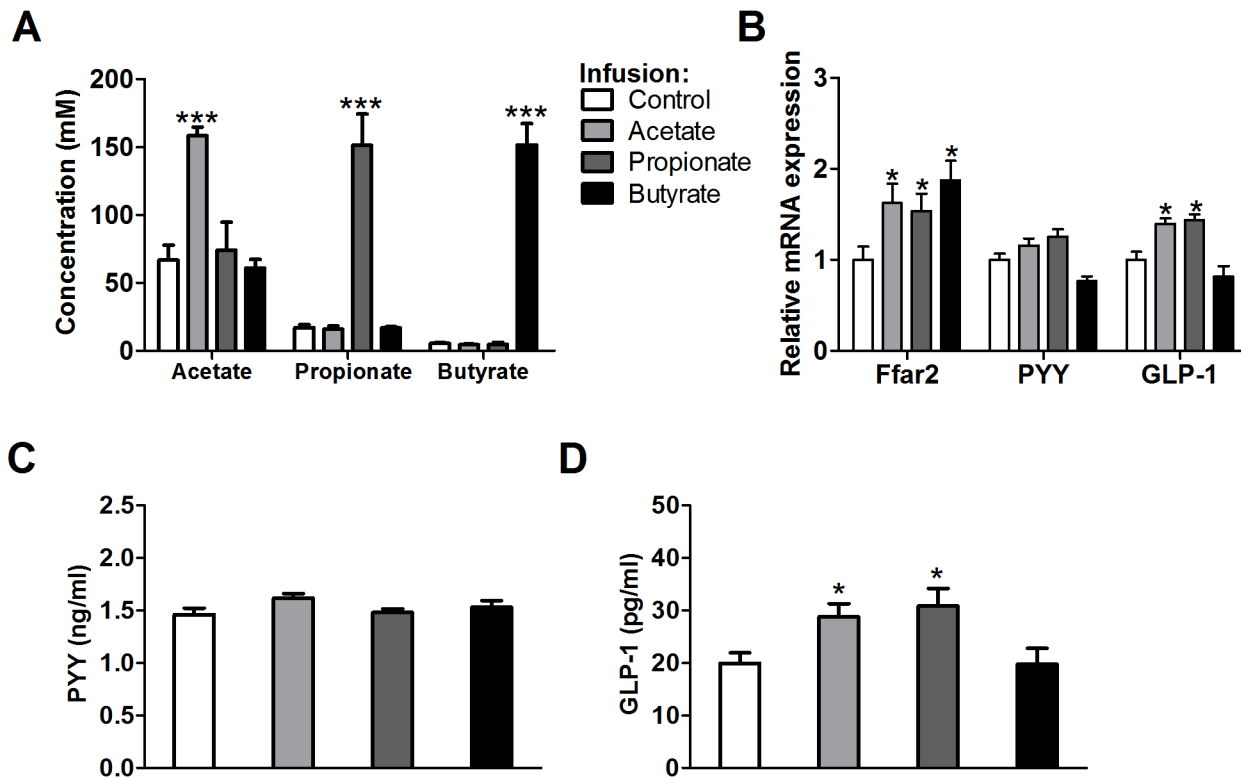 A
Concentration (mM)
200
150
100
50
0
***
***
***
Acetate
Propionate
Butyrate
Infusion:
Control
Acetate
Propionate
Butyrate
B
Relative mRNA expression
3
2
1
0
*
*
*
*
*
Ffar2
PYY
GLP-1
C
PYY (ng/ml)
2.5
2.0
1.5
1.0
0.5
0.0
D
GLP-1 (pg/ml)
50
40
30
20
10
0
*
*